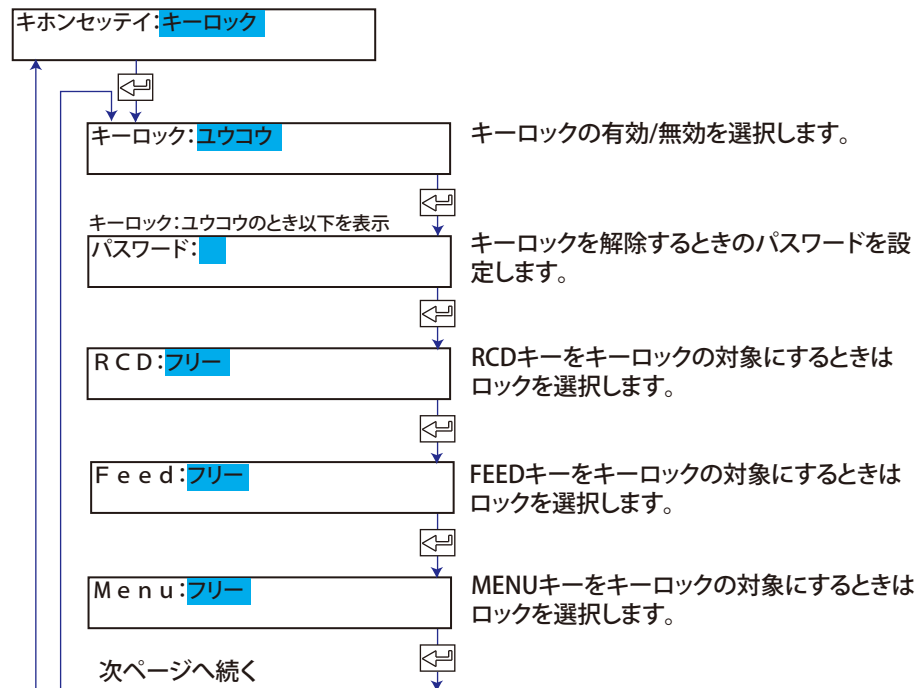 キホンセッテイ：キーロック
キーロック：ユウコウ
キーロックの有効/無効を選択します。
キーロック：ユウコウのとき以下を表示
パスワード：
キーロックを解除するときのパスワードを設
定します。
ＲＣＤ：フリー
RCDキーをキーロックの対象にするときは
ロックを選択します。
Ｆｅｅｄ：フリー
FEEDキーをキーロックの対象にするときは
ロックを選択します。
Ｍｅｎｕ：フリー
MENUキーをキーロックの対象にするときは
ロックを選択します。
次ページへ続く